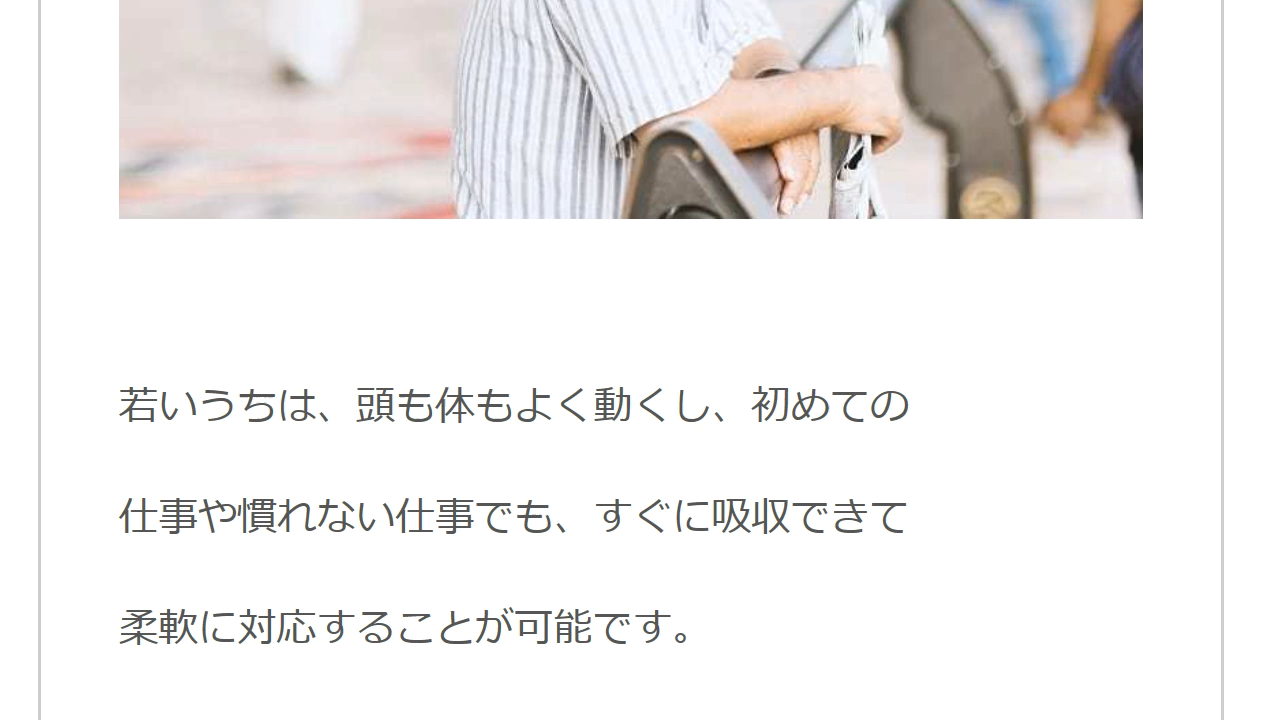 若いうちは、頭も体もよく動くし、初めての
仕事や慣れない仕事でも、すぐに吸収できて
柔軟に対応することが可能です。